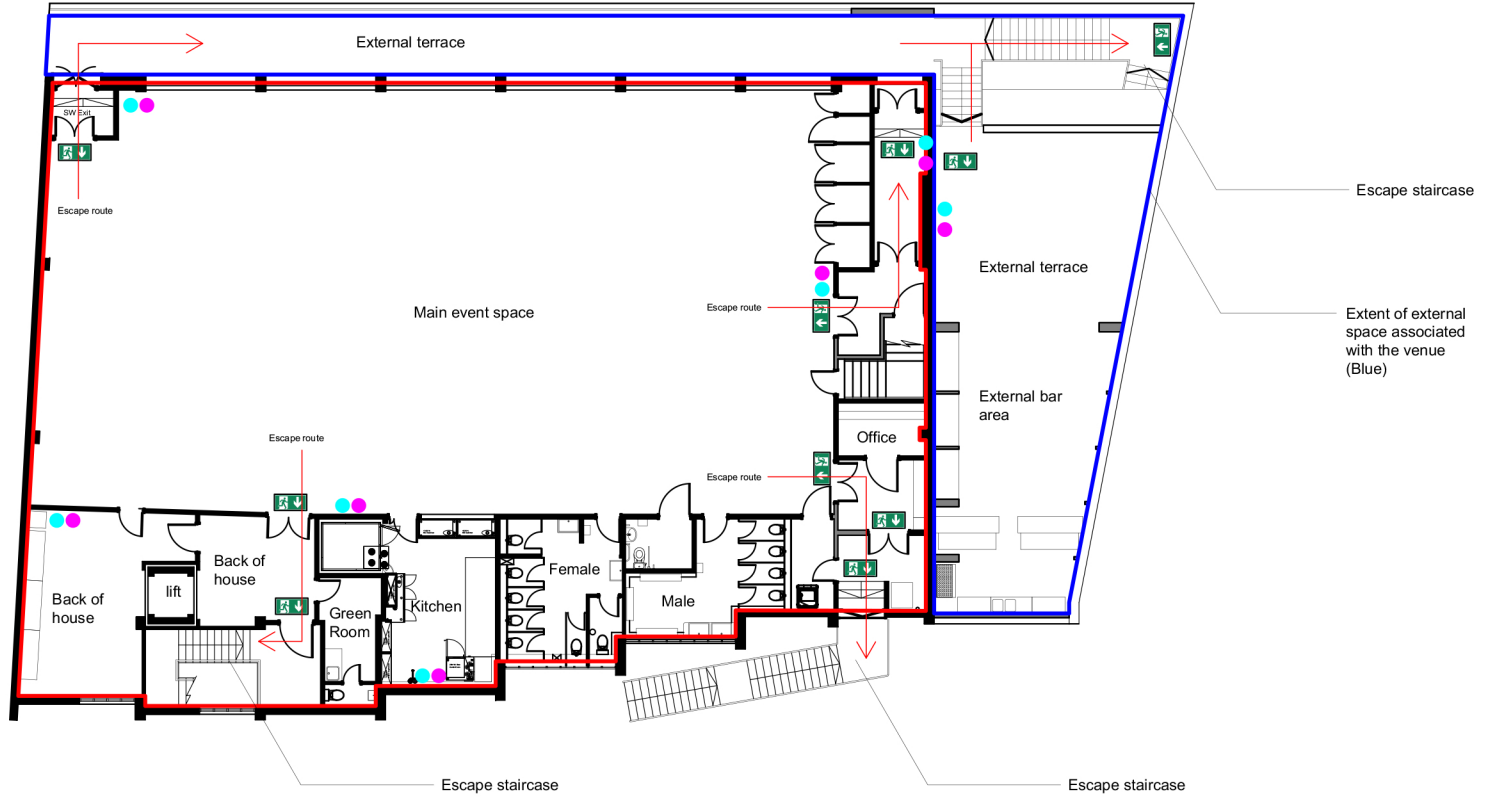 External terrace
SW Exit
Escape route
Escape staircase
External terrace
Escape route
Main event space
Extent of external
space associated
with the venue
(Blue)
External bar
area
Office
Escape route
Escape route
Back of
house
lift
Back of
house
Green
Room
Kitchen
Female
Male
Escape staircase
Escape staircase